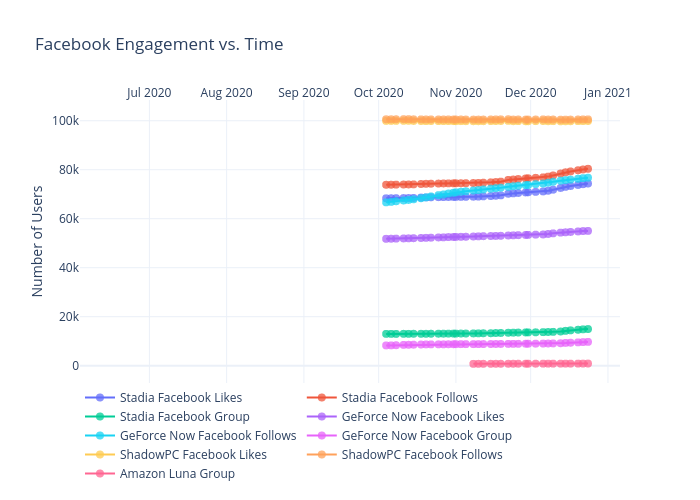 Facebook Engagement vs. Time
Jul 2020 Aug 2020 Sep 2020 Oct 2020 Nov 2020 Dec 2020 Jan 2021
100k
80k
60k
40k
20k
0
Number of Users
Stadia Facebook Likes Stadia Facebook Follows
Stadia Facebook Group GeForce Now Facebook Likes
GeForce Now Facebook Follows GeForce Now Facebook Group
ShadowPC Facebook Likes ShadowPC Facebook Follows
Amazon Luna Group